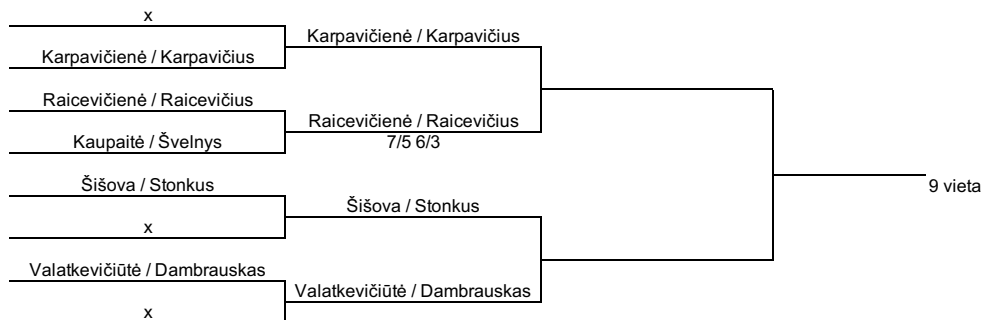 x
Karpavičienė / Karpavičius
Karpavičienė / Karpavičius
Raicevičienė / Raicevičius
Raicevičienė / Raicevičius
7/5 6/3
Kaupaitė / Švelnys
9 vieta
Šišova / Stonkus
Šišova / Stonkus
x
Valatkevičiūtė / Dambrauskas
Valatkevičiūtė / Dambrauskas
x